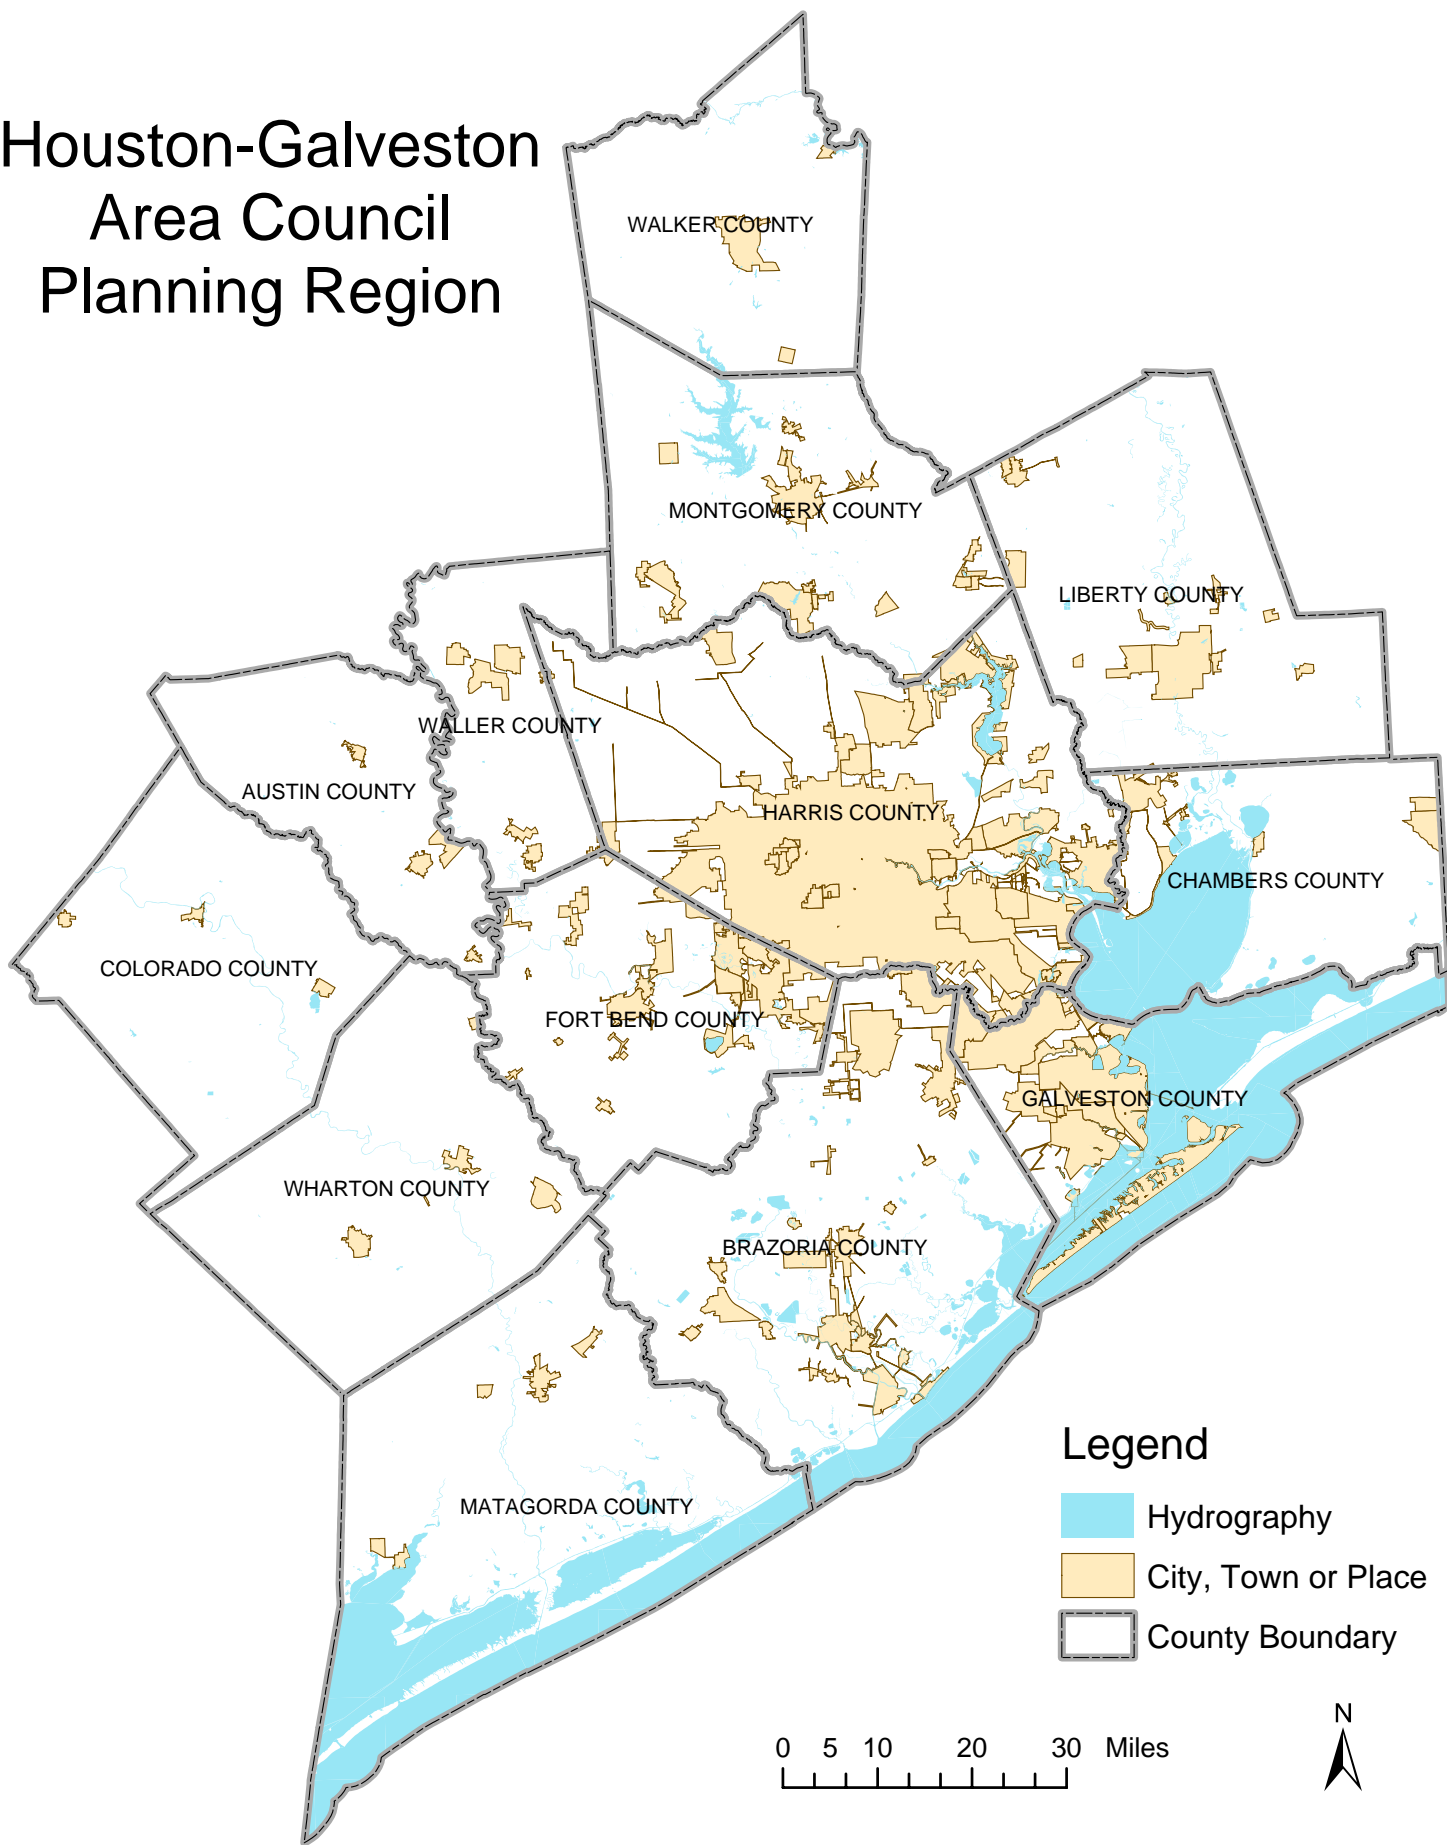 Houston-Galveston
Area Council
Planning Region
WALKER COUNTY
MONTGOMERY COUNTY
LIBERTY COUNTY
WALLER COUNTY
AUSTIN COUNTY
HARRIS COUNTY
CHAMBERS COUNTY
COLORADO COUNTY
FORT BEND COUNTY
GALVESTON COUNTY
WHARTON COUNTY
BRAZORIA COUNTY
MATAGORDA COUNTY
Legend
Hydrography
City, Town or Place
County Boundary
N
0 5 10 20 30 Miles